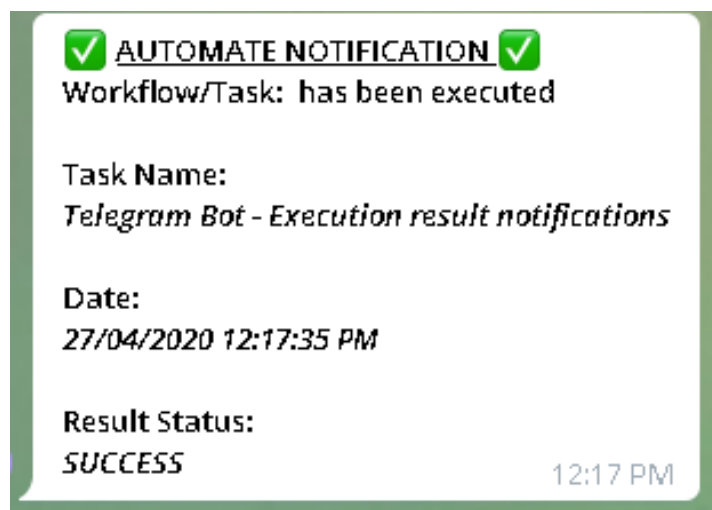 ✅ AUTOMATE NOTIFICATION ✅
Workflow/Task:  has been executed
Task Name:
Telegram Bot - Execution result notifications
Date:
27/04/2020 12:17:35 PM
Result Status:
SUCCESS
12:17 PM